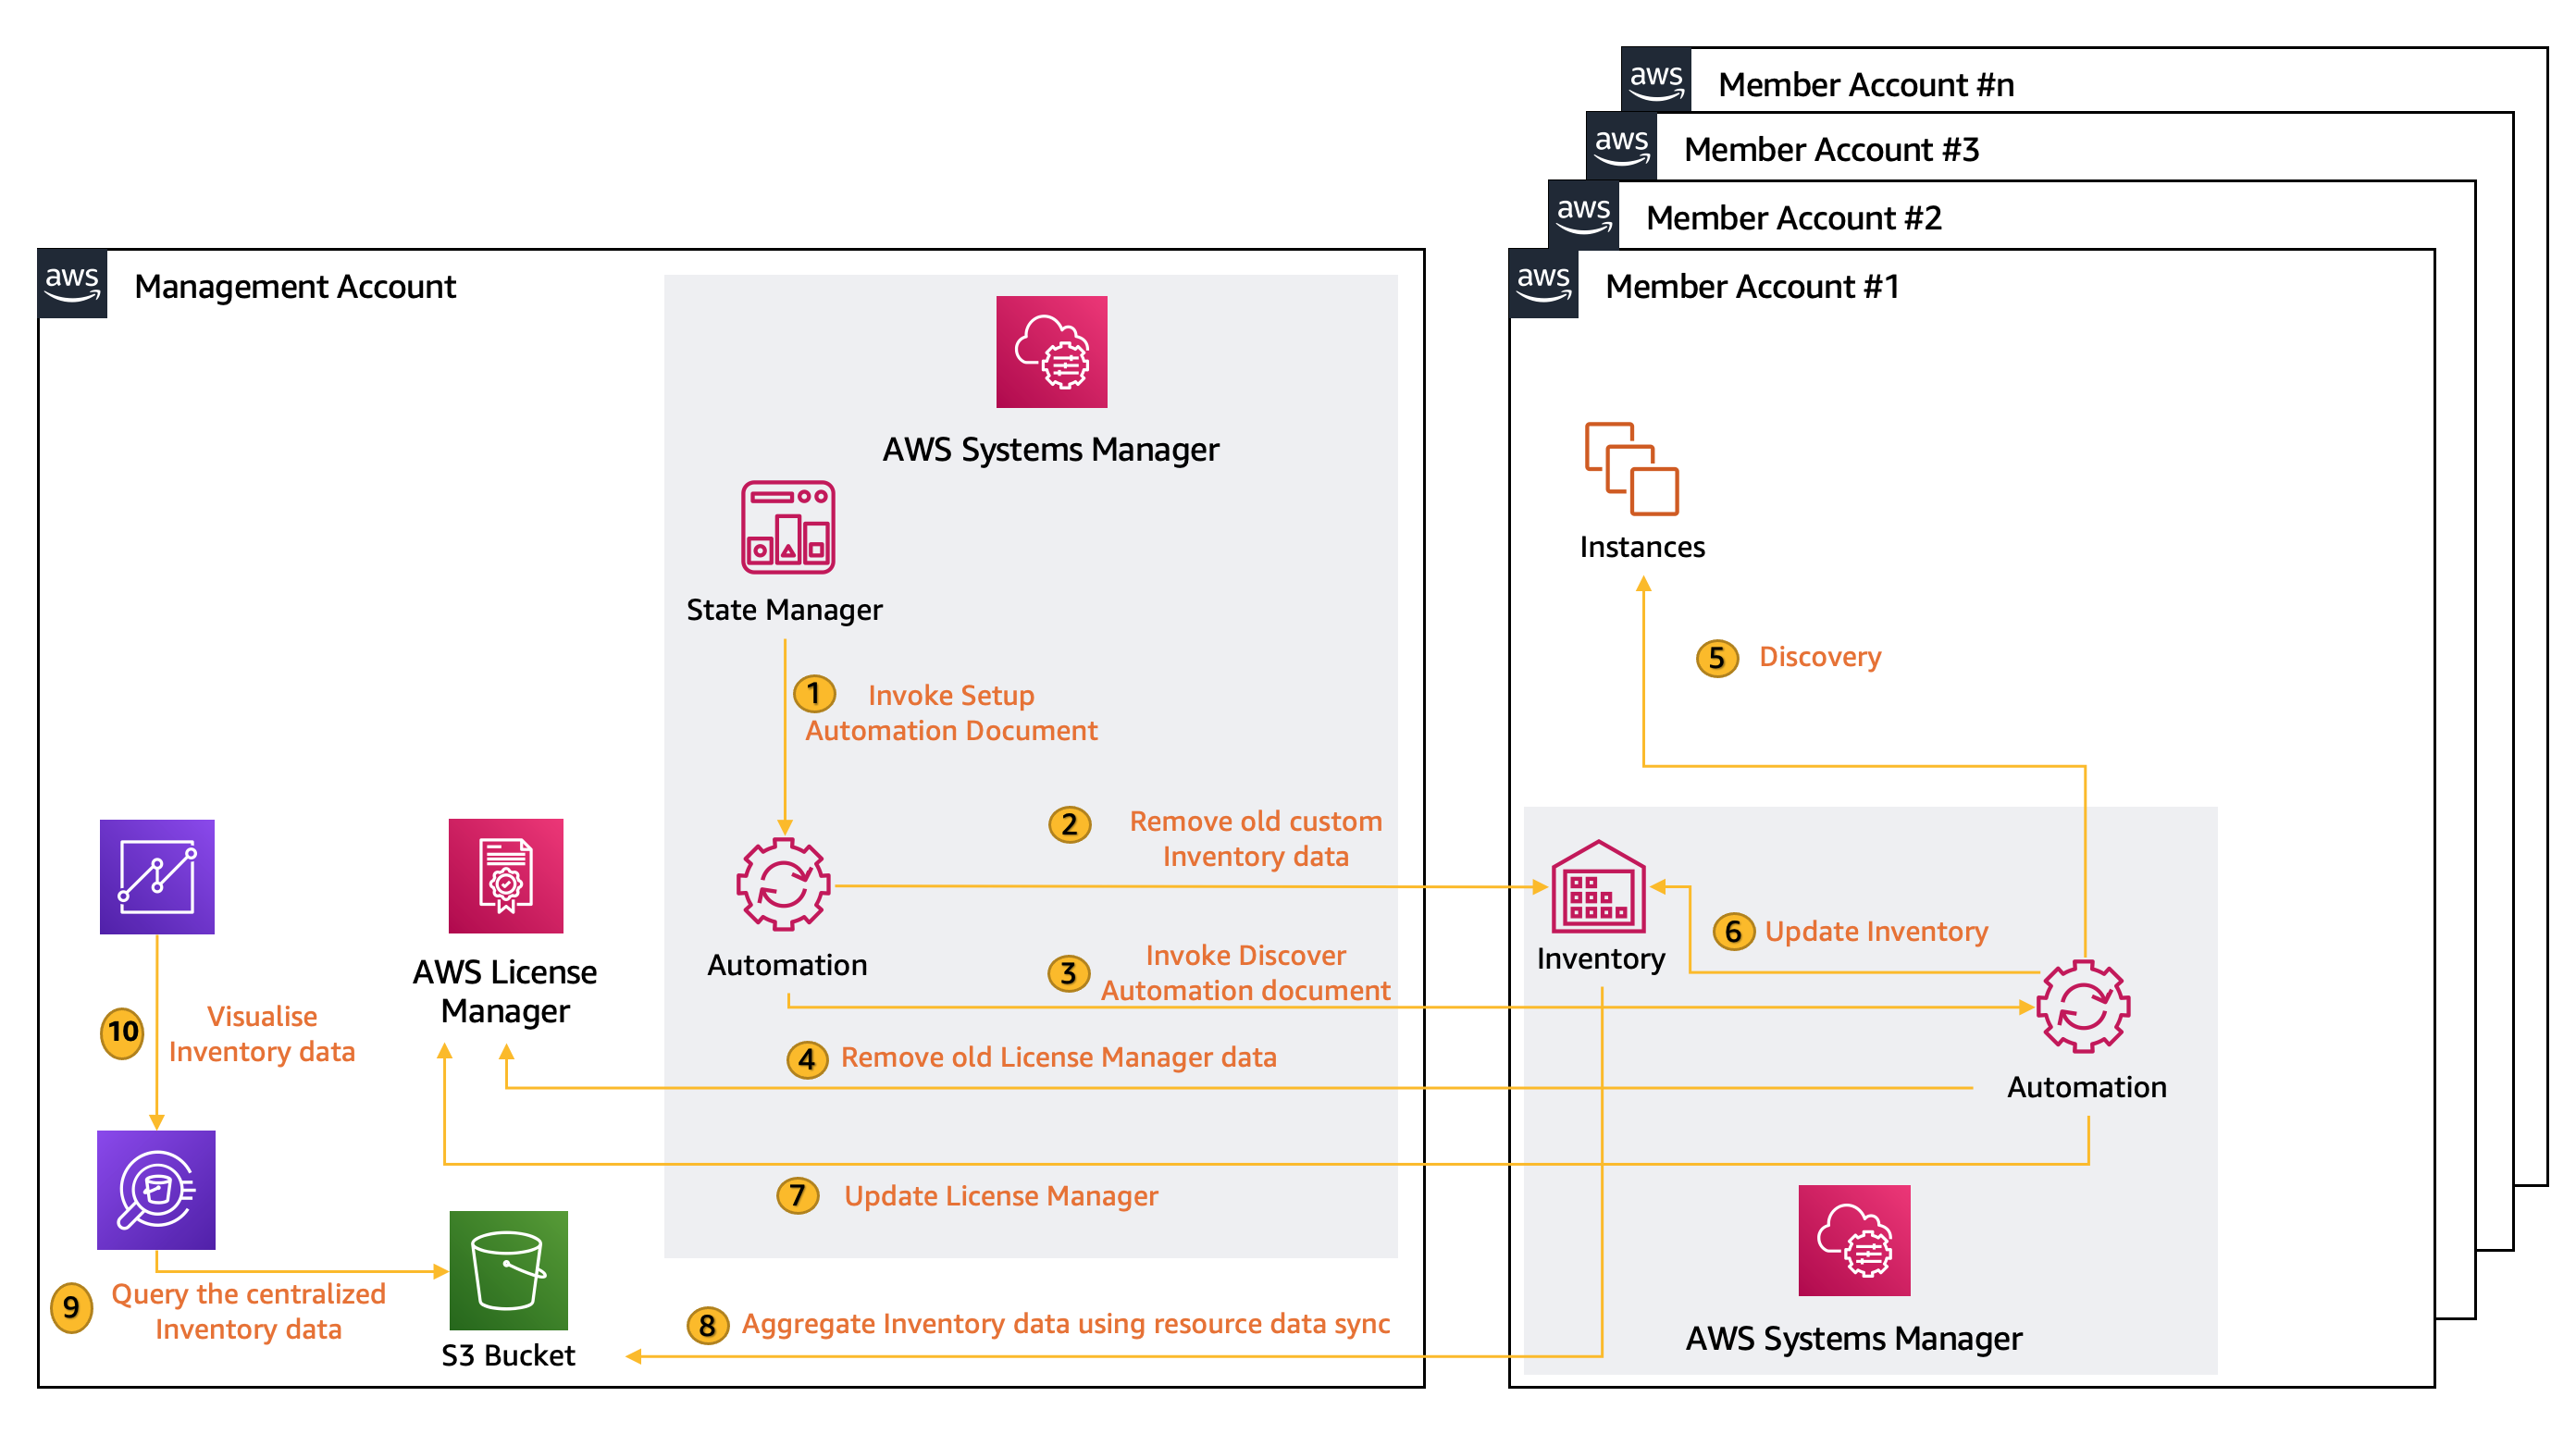 aws
Member Account #n
aws
Member Account #3
aws
Member Account #2
aws
Management Account
aws
Member Account #1
AWS Systems Manager
State Manager
Instances
1
Invoke Setup
Automation Document
5
Discovery
2
Remove old custom
Inventory data
Automation
3
Invoke Discover
Automation document
Inventory
6
Update Inventory
AWS License
Manager
10
Visualise
Inventory data
4
Remove old License Manager data
Automation
7
Update License Manager
9
Query the centralized
Inventory data
S3 Bucket
8
Aggregate Inventory data using resource data sync
AWS Systems Manager